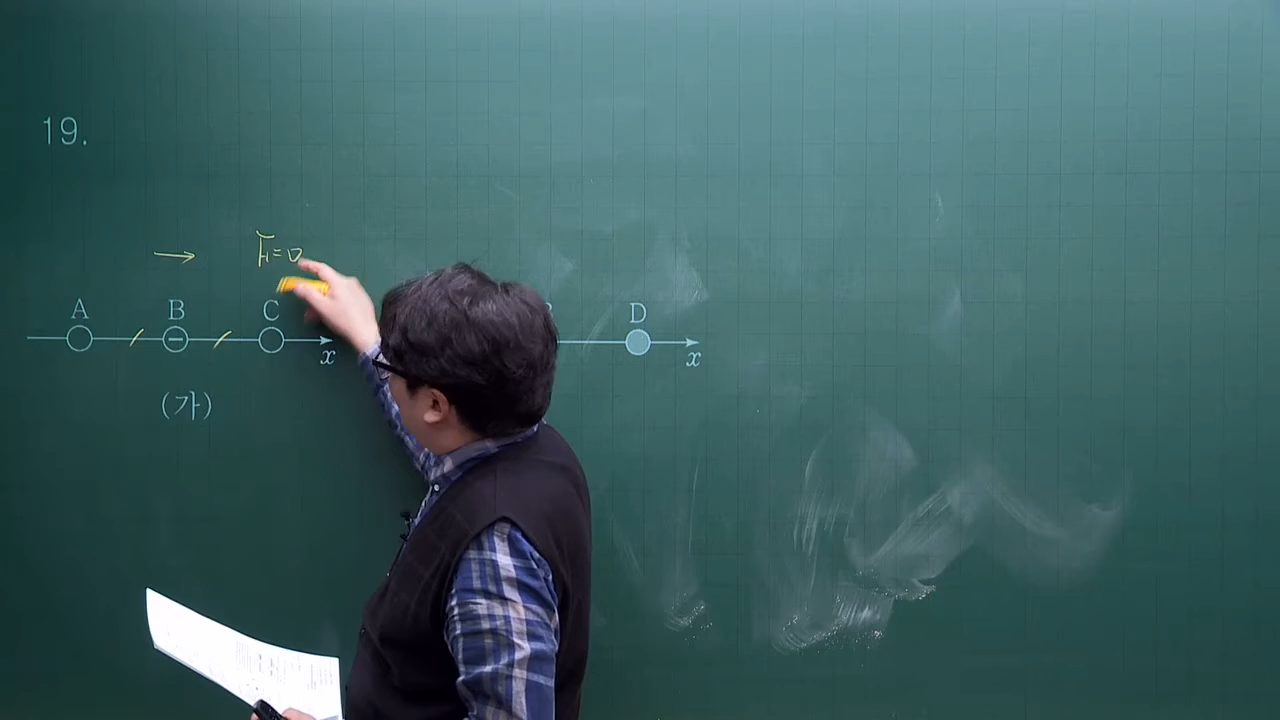 19.
F=0
A B C D
x x
(가)